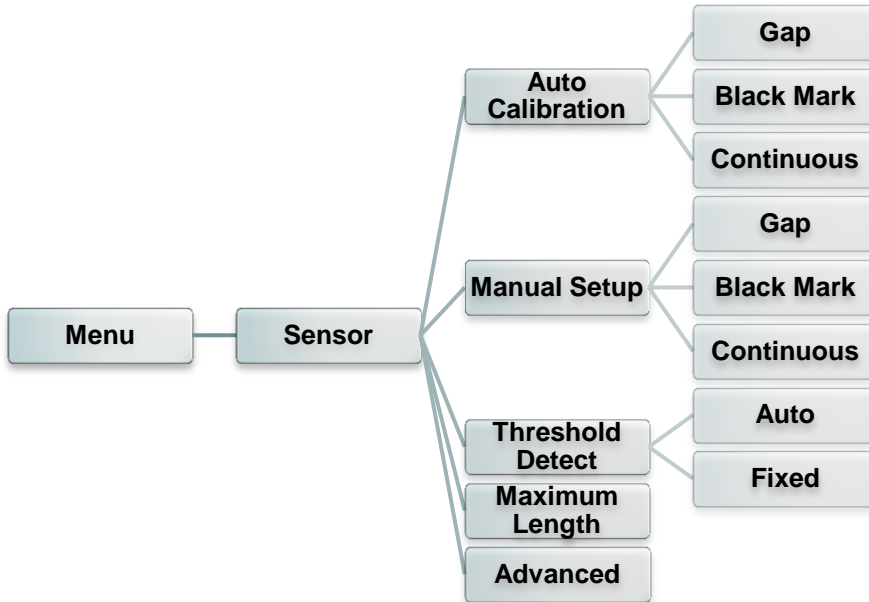 Menu
Sensor
Auto
Calibration
Gap
Black Mark
Continuous
Manual Setup
Gap
Black Mark
Continuous
Threshold
Detect
Auto
Fixed
Maximum
Length
Advanced